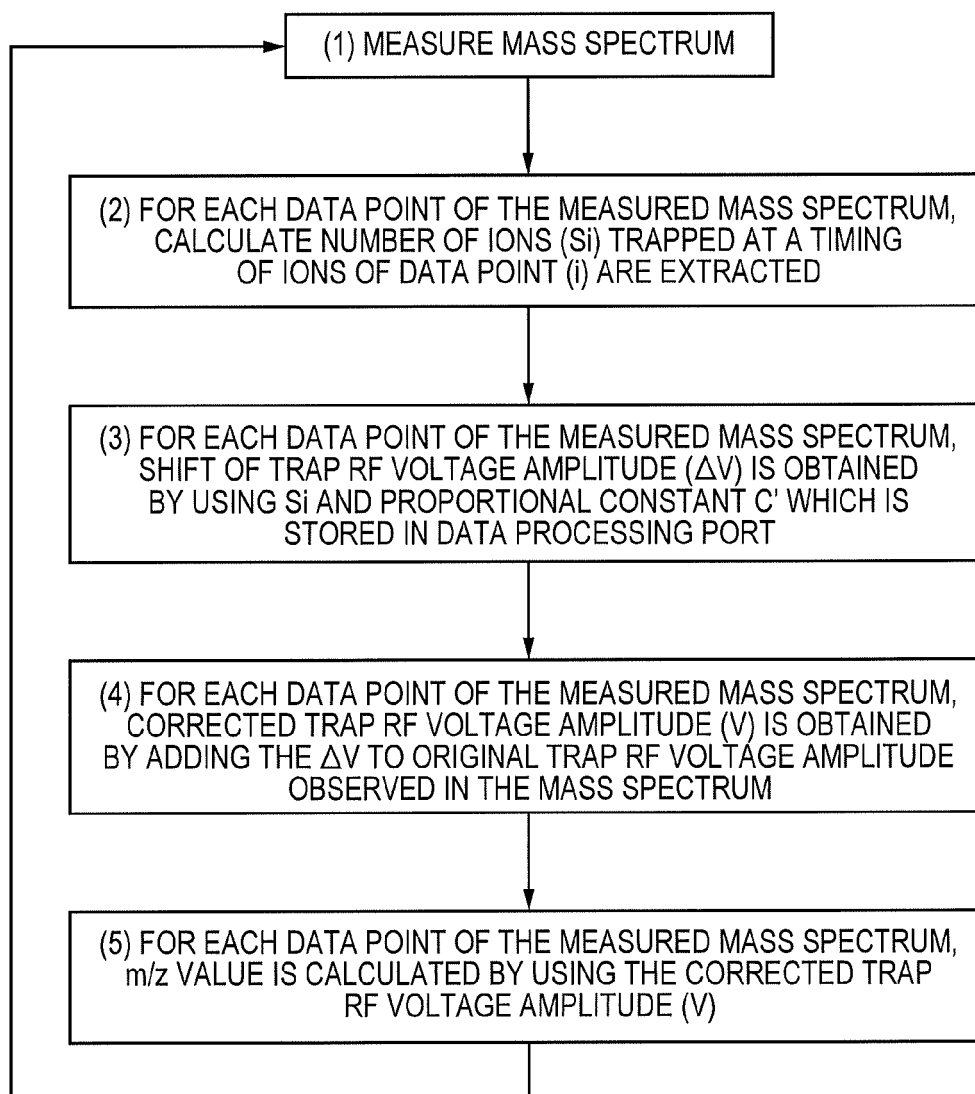 (1) MEASURE MASS SPECTRUM
(2) FOR EACH DATA POINT OF THE MEASURED MASS SPECTRUM,
CALCULATE NUMBER OF IONS (Si) TRAPPED AT A TIMING
OF IONS OF DATA POINT (i) ARE EXTRACTED
(3) FOR EACH DATA POINT OF THE MEASURED MASS SPECTRUM,
SHIFT OF TRAP RF VOLTAGE AMPLITUDE (ΔV) IS OBTAINED
BY USING Si AND PROPORTIONAL CONSTANT C' WHICH IS
STORED IN DATA PROCESSING PORT
(4) FOR EACH DATA POINT OF THE MEASURED MASS SPECTRUM,
CORRECTED TRAP RF VOLTAGE AMPLITUDE (V) IS OBTAINED
BY ADDING THE ΔV TO ORIGINAL TRAP RF VOLTAGE AMPLITUDE
OBSERVED IN THE MASS SPECTRUM
(5) FOR EACH DATA POINT OF THE MEASURED MASS SPECTRUM,
m/z VALUE IS CALCULATED BY USING THE CORRECTED TRAP
RF VOLTAGE AMPLITUDE (V)